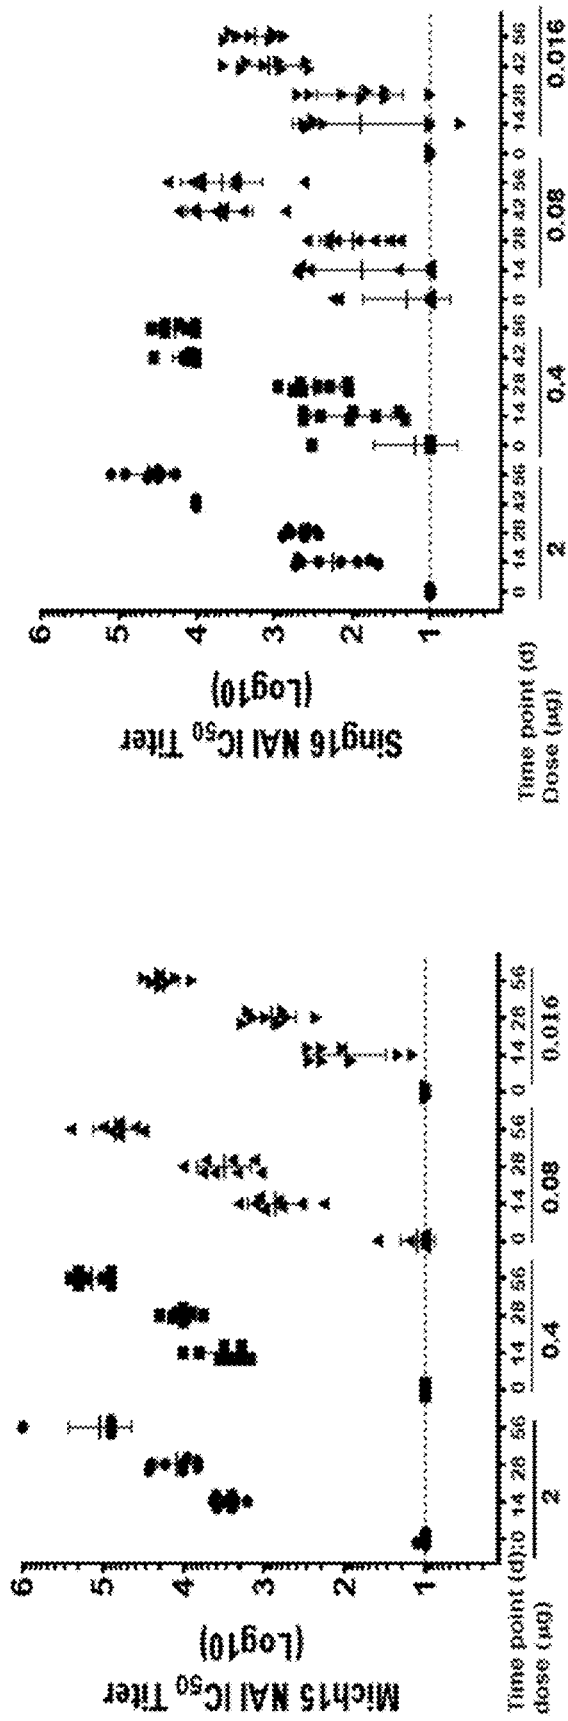 Mich15 NAI IC50 Titer
(Log10)
6
5
4
3
2
1
Time point (d): 0 14 28 56 0 14 28 56 0 14 28 56 0 14 28 56
dose (µg) 2 0.4 0.08 0.016
Sing16 NAI IC50 Titer
(Log10)
6
5
4
3
2
1
Time point (d) 0 14 28 42 56 0 14 28 42 56 0 14 28 42 56 0 14 28 42 56
Dose (µg) 2 0.4 0.08 0.016